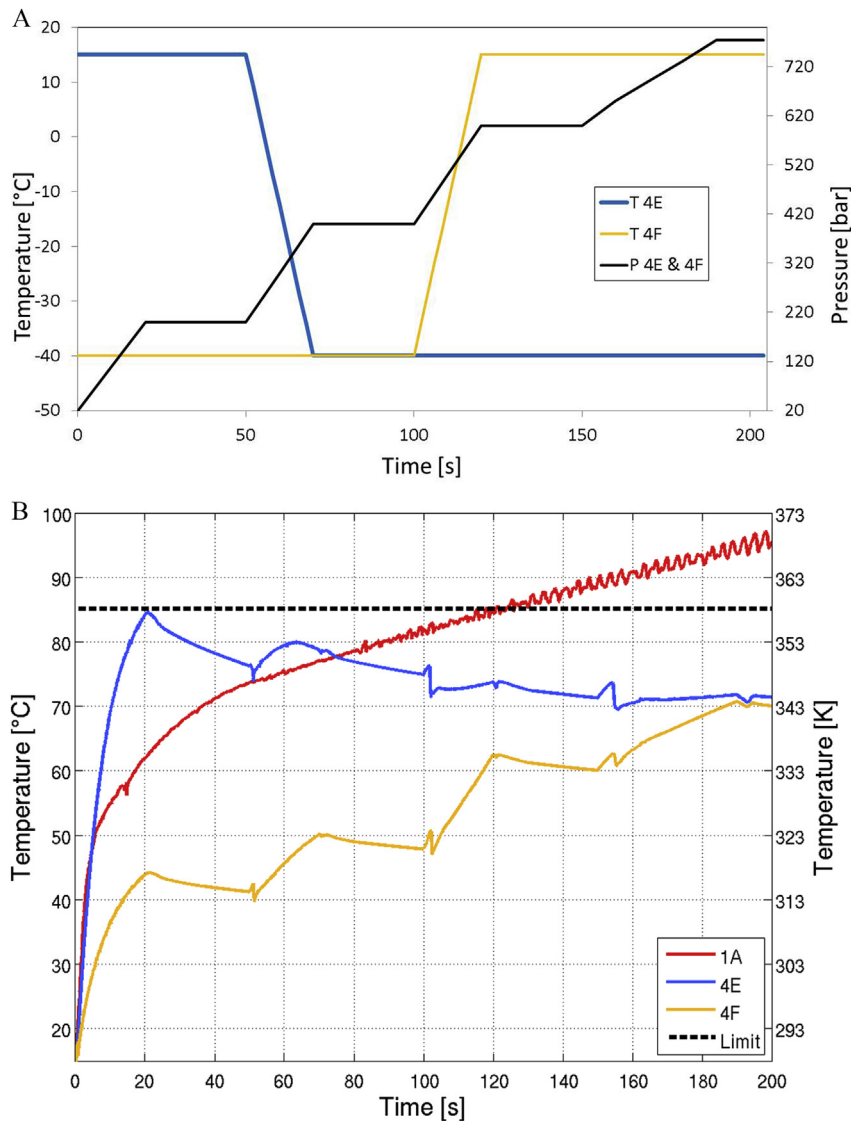 A
20
10
0
-10
-20
-30
-40
-50
Temperature [°C]
720
620
520
420
320
220
120
20
Pressure [bar]
T 4E
T 4F
P 4E & 4F
0 50 100 150 200
Time [s]
B
100
90
80
70
60
50
40
30
20
Temperature [°C]
373
363
353
343
333
323
313
303
293
Temperature [K]
1A
4E
4F
Limit
0 20 40 60 80 100 120 140 160 180 200
Time [s]